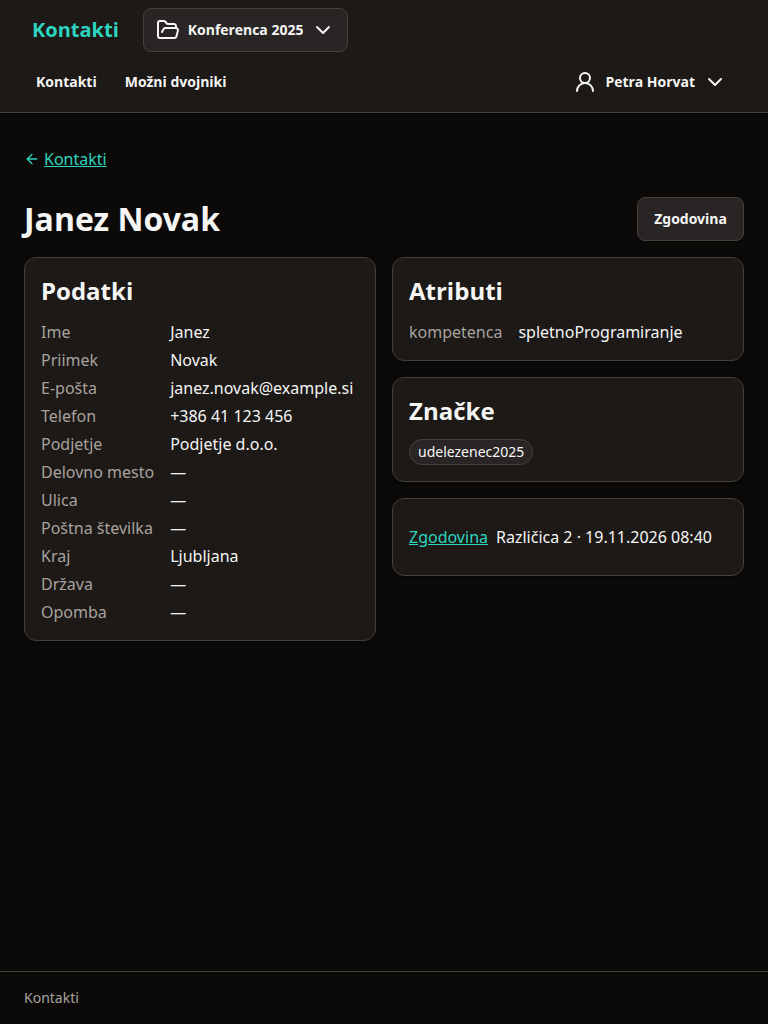 Kontakti
Konferenca 2025
Kontakti
Možni dvojniki
Petra Horvat
← Kontakti
Janez Novak
Zgodovina
Podatki
Ime Janez
Priimek Novak
E-pošta janez.novak@example.si
Telefon +386 41 123 456
Podjetje Podjetje d.o.o.
Delovno mesto —
Ulica —
Poštna številka —
Kraj Ljubljana
Država —
Opomba —
Atributi
kompetenca spletnoProgramiranje
Značke
udelezenec2025
Zgodovina Različica 2 · 19.11.2026 08:40
Kontakti